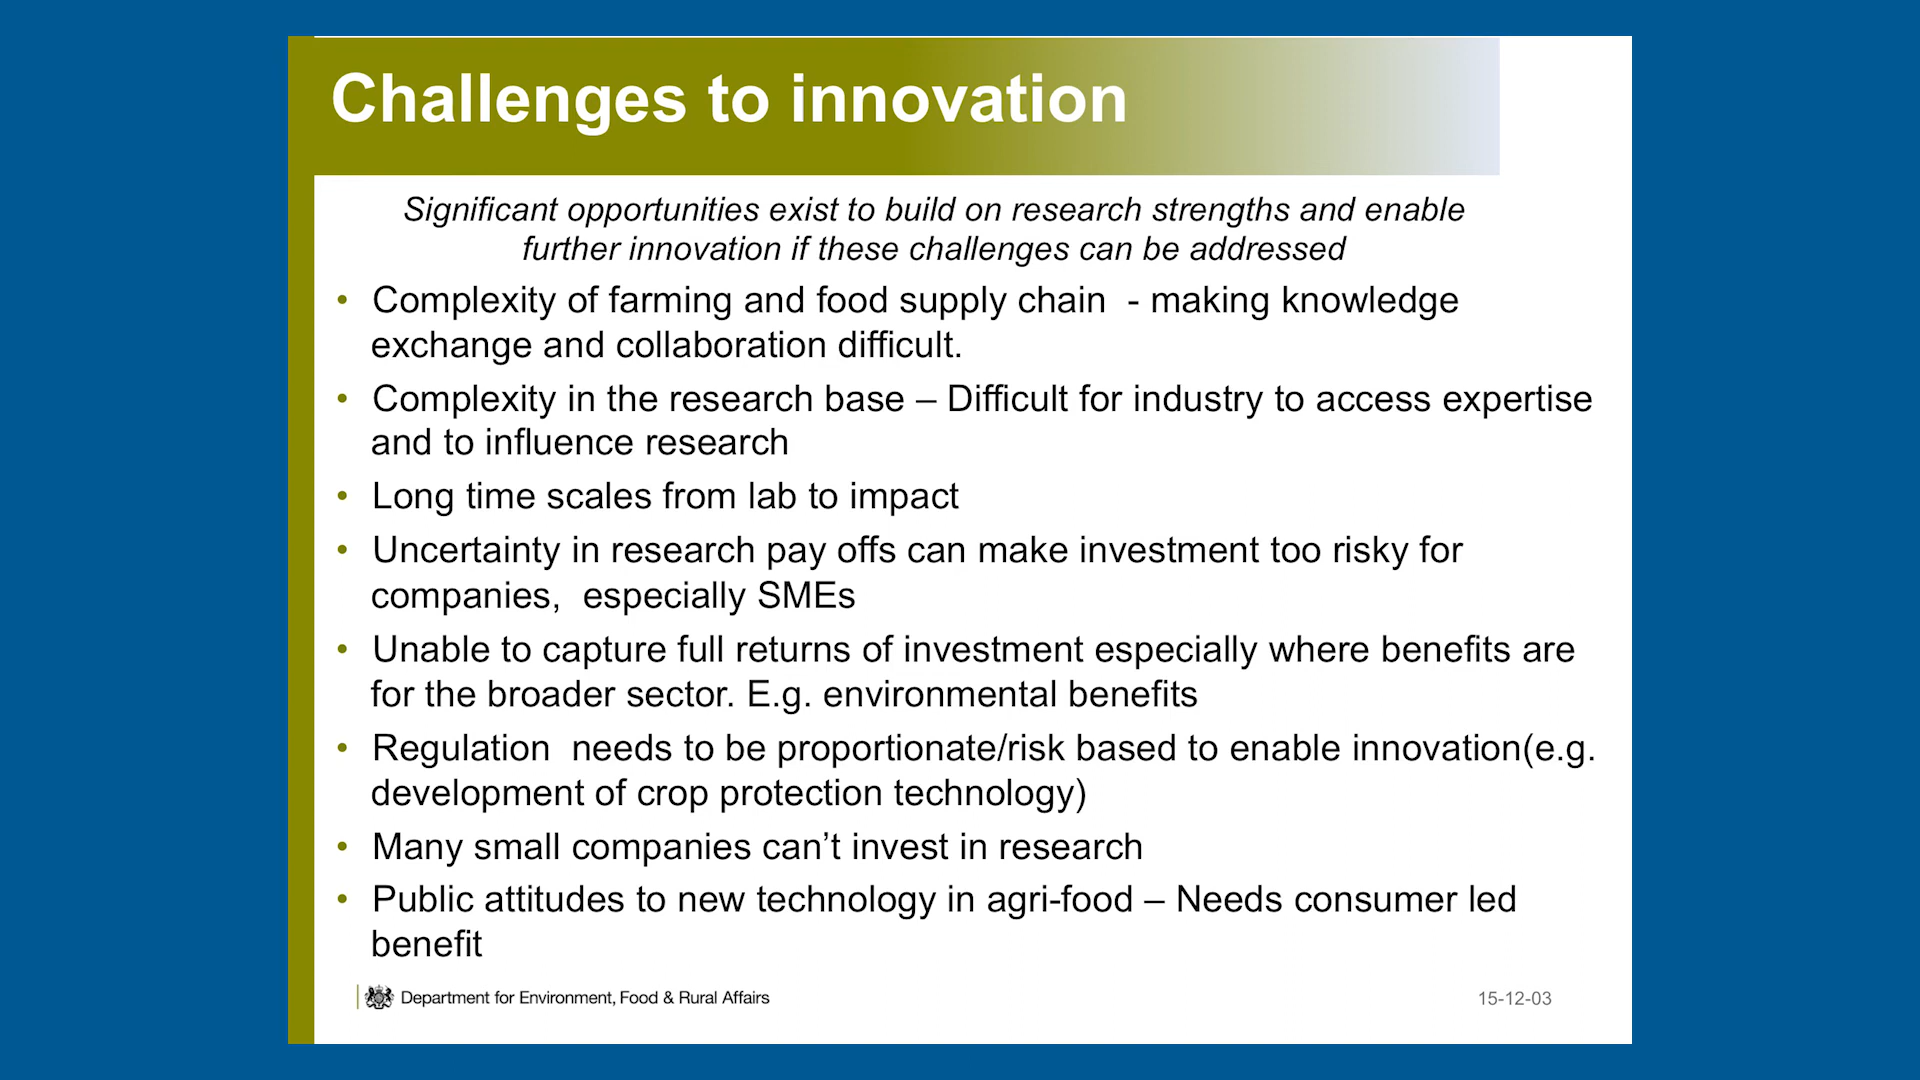 Challenges to innovation
Significant opportunities exist to build on research strengths and enable
further innovation if these challenges can be addressed
• Complexity of farming and food supply chain  - making knowledge
exchange and collaboration difficult.
• Complexity in the research base – Difficult for industry to access expertise
and to influence research
• Long time scales from lab to impact
• Uncertainty in research pay offs can make investment too risky for
companies,  especially SMEs
• Unable to capture full returns of investment especially where benefits are
for the broader sector. E.g. environmental benefits
• Regulation  needs to be proportionate/risk based to enable innovation(e.g.
development of crop protection technology)
• Many small companies can’t invest in research
• Public attitudes to new technology in agri-food – Needs consumer led
benefit
Department for Environment, Food & Rural Affairs
15-12-03